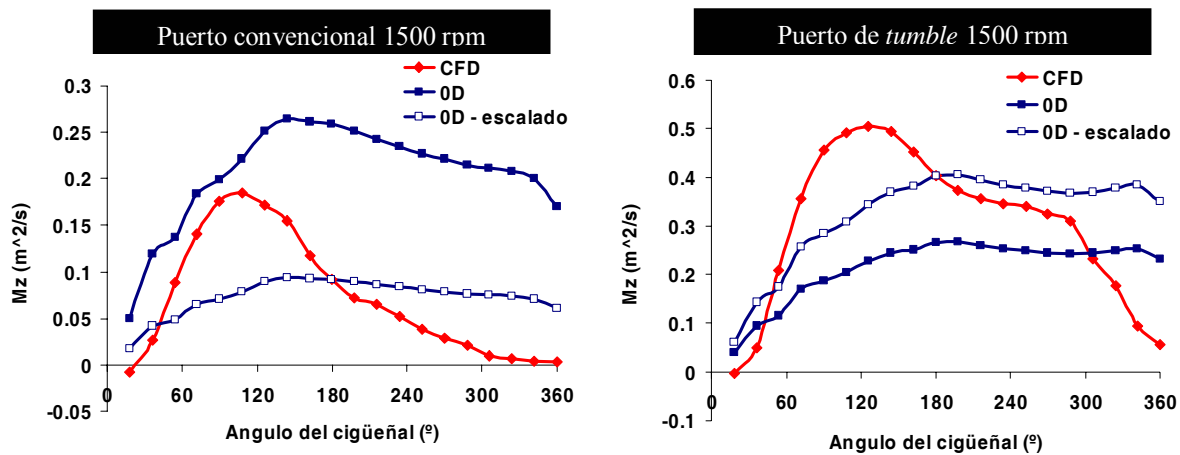 Puerto convencional 1500 rpm
CFD
0D
0D - escalado
0.3
0.25
0.2
0.15
0.1
0.05
0
-0.05
Mz (m^2/s)
0
60
120
180
240
300
360
Angulo del cigüeñal (º)
Puerto de tumble 1500 rpm
CFD
0D
0D - escalado
0.6
0.5
0.4
0.3
0.2
0.1
0
-0.1
Mz (m^2/s)
0
60
120
180
240
300
360
Angulo del cigüeñal (º)